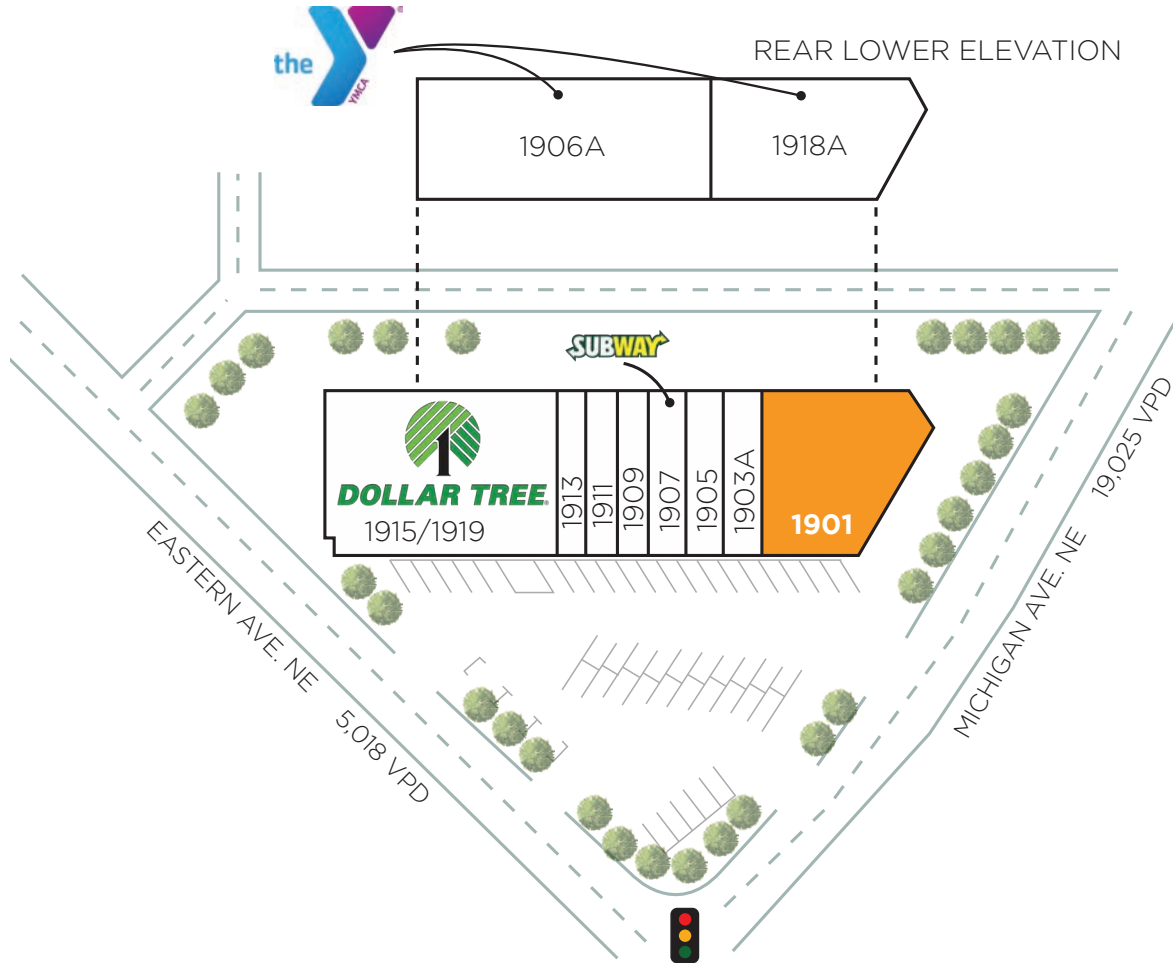 the
YMCA
REAR LOWER ELEVATION
1906A
1918A
SUBWAY
DOLLAR TREE
1915/1919
1913
1911
1909
1907
1905
1903A
1901
EASTERN AVE. NE 5,018 VPD
MICHIGAN AVE. NE 19,025 VPD